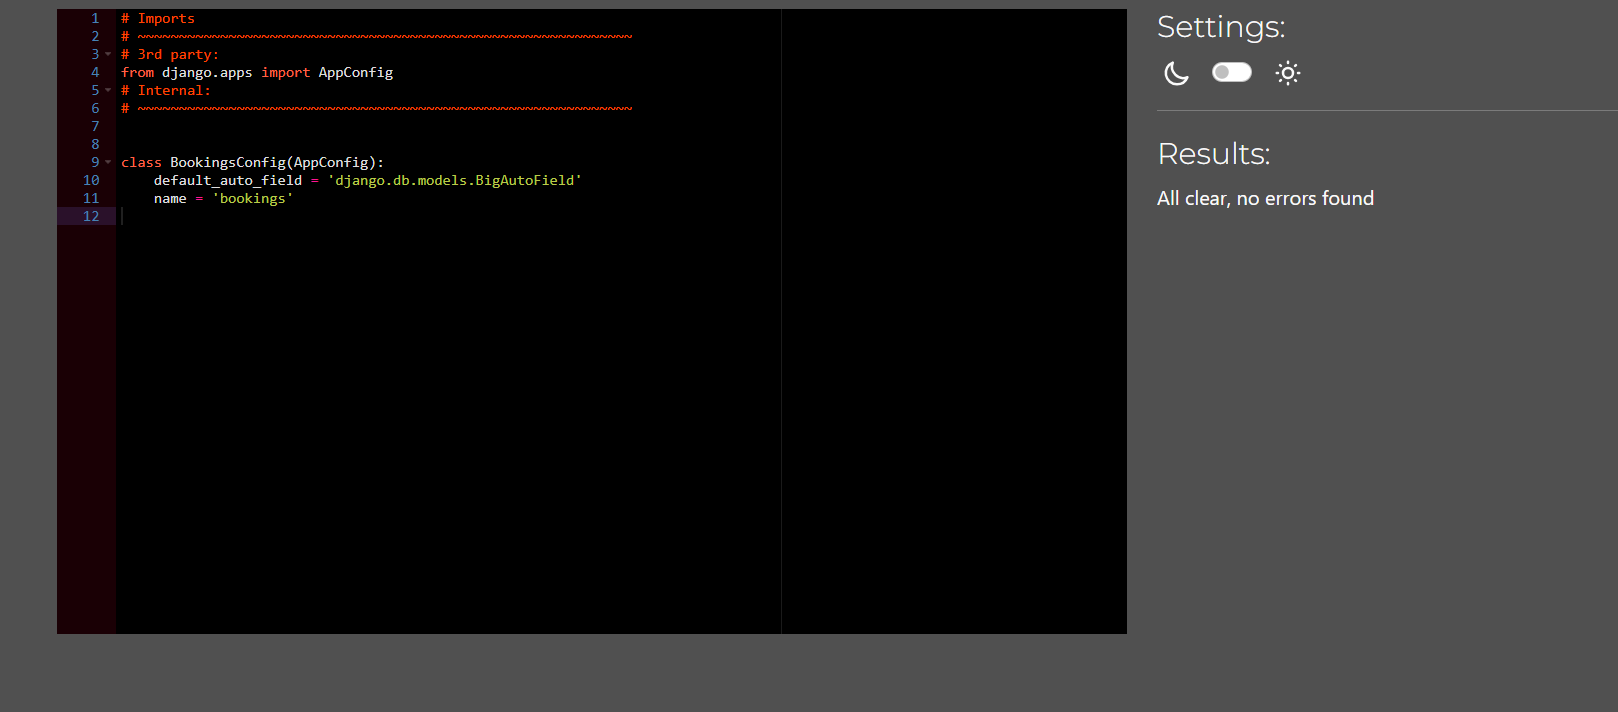 1 # Imports
2 # ~~~~~~~~~~~~~~~~~~~~~~~~~~~~~~~~~~~~~~~~~~~~~~~~~~~~~~~~~~~~
3 # 3rd party:
4 from django.apps import AppConfig
5 # Internal:
6 # ~~~~~~~~~~~~~~~~~~~~~~~~~~~~~~~~~~~~~~~~~~~~~~~~~~~~~~~~~~~~
7
8
9 class BookingsConfig(AppConfig):
10     default_auto_field = 'django.db.models.BigAutoField'
11     name = 'bookings'
12
Settings:
Results:
All clear, no errors found